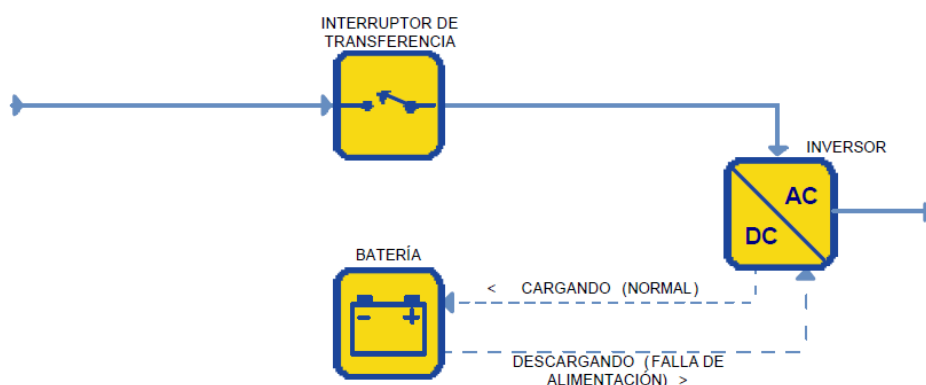 INTERRUPTOR DE
TRANSFERENCIA
INVERSOR
AC
DC
BATERÍA
- +
< CARGANDO (NORMAL)
DESCARGANDO (FALLA DE
ALIMENTACIÓN) >